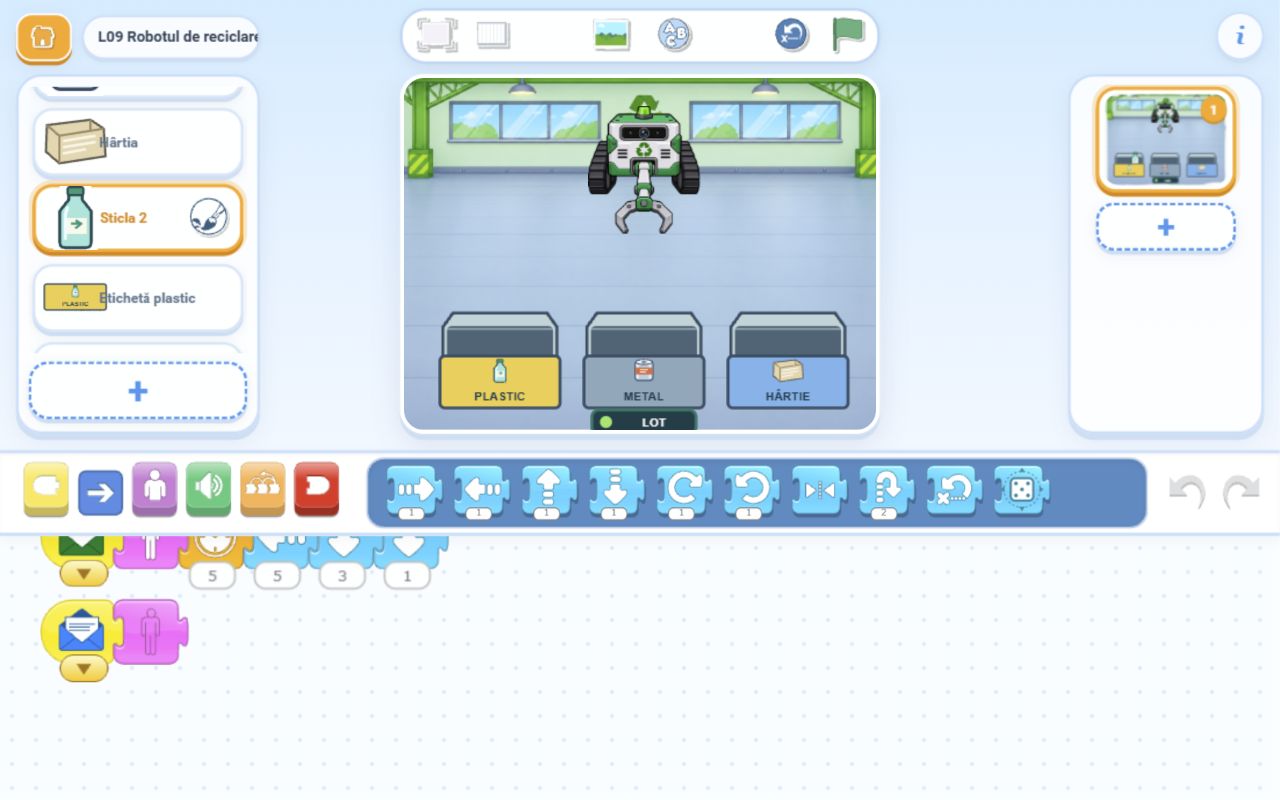 L09 Robotul de reciclare
A B C
x
i
Hârtia
Sticla 2
PLASTIC
Etichetă plastic
+
PLASTIC
METAL
HÂRTIE
LOT
1
+
1
1
1
1
1
1
2
x
5
5
3
1